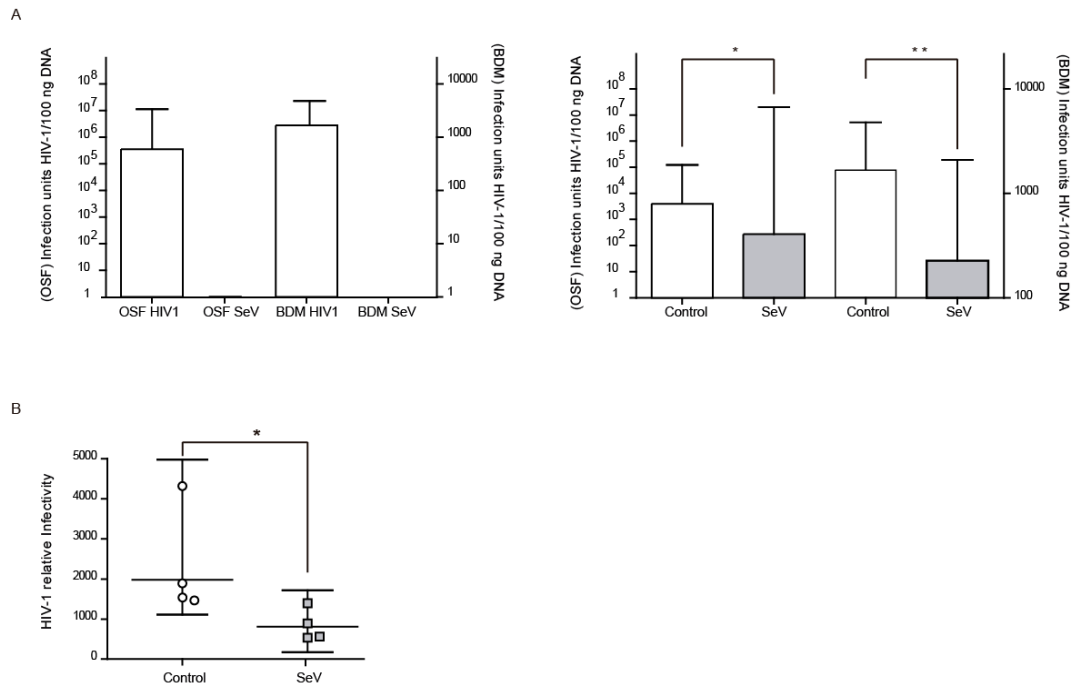 A
(OSF) Infection units HIV-1/100 ng DNA
10^8
10^7
10^6
10^5
10^4
10^3
10^2
10
1
OSF HIV1
OSF SeV
BDM HIV1
BDM SeV
10000
1000
100
10
1
(BDM) Infection units HIV-1/100 ng DNA
(OSF) Infection units HIV-1/100 ng DNA
10^8
10^7
10^6
10^5
10^4
10^3
10^2
10
1
*
* *
Control
SeV
Control
SeV
10000
1000
100
(BDM) Infection units HIV-1/100 ng DNA
B
HIV-1 relative Infectivity
5000
4000
3000
2000
1000
0
*
Control
SeV